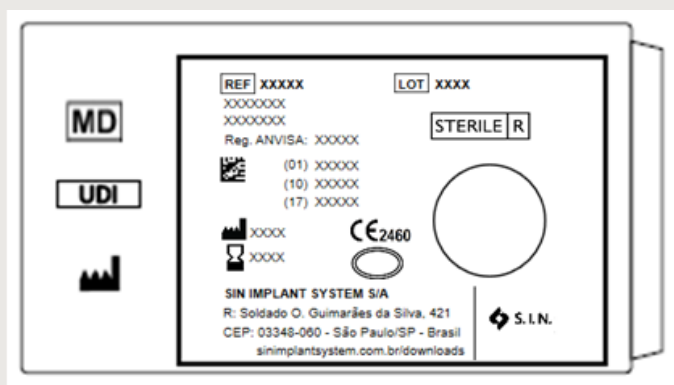 MD
UDI
REF XXXXX
LOT XXXX
XXXXXXX
XXXXXXX
Reg. ANVISA: XXXXX
STERILE R
(01) XXXXX
(10) XXXXX
(17) XXXXX
XXXX
CE2460
XXXX
SIN IMPLANT SYSTEM S/A
R: Soldado O. Guimarães da Silva, 421
CEP: 03348-060 - São Paulo/SP - Brasil
sinimplantsystem.com.br/downloads
S.I.N.